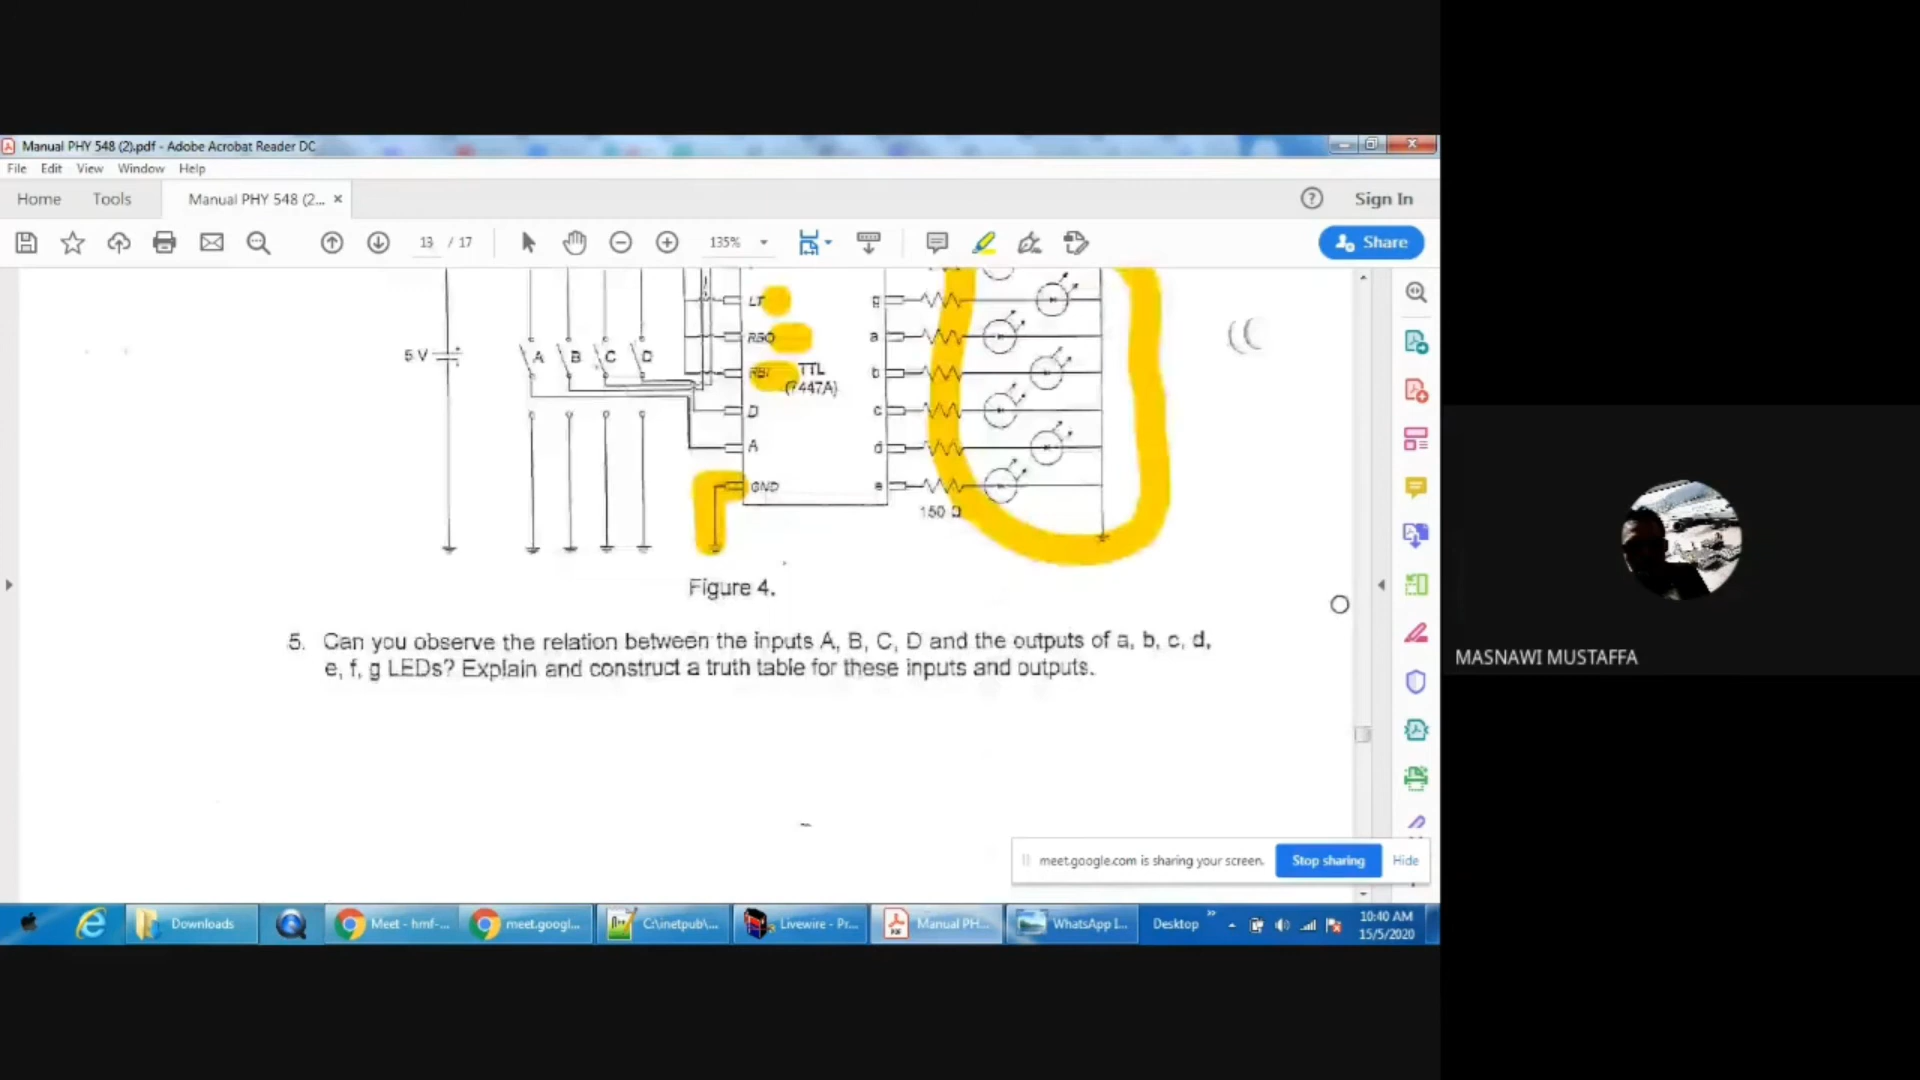 Manual PHY 548 (2).pdf - Adobe Acrobat Reader DC
File Edit View Window Help
Home Tools Manual PHY 548 (2... × ? Sign In
13 / 17 135% Share
LT g
RBO a
5 V A B C D
RBI TTL b
(7447A)
D c
A d
GND e
150 Ω
Figure 4.
5. Can you observe the relation between the inputs A, B, C, D and the outputs of a, b, c, d,
e, f, g LEDs? Explain and construct a truth table for these inputs and outputs.
MASNAWI MUSTAFFA
meet.google.com is sharing your screen. Stop sharing Hide
Downloads Meet - hmf-... meet.googl... C:\inetpub\... Livewire - Pr... Manual PH... WhatsApp I... Desktop 10:40 AM
15/5/2020